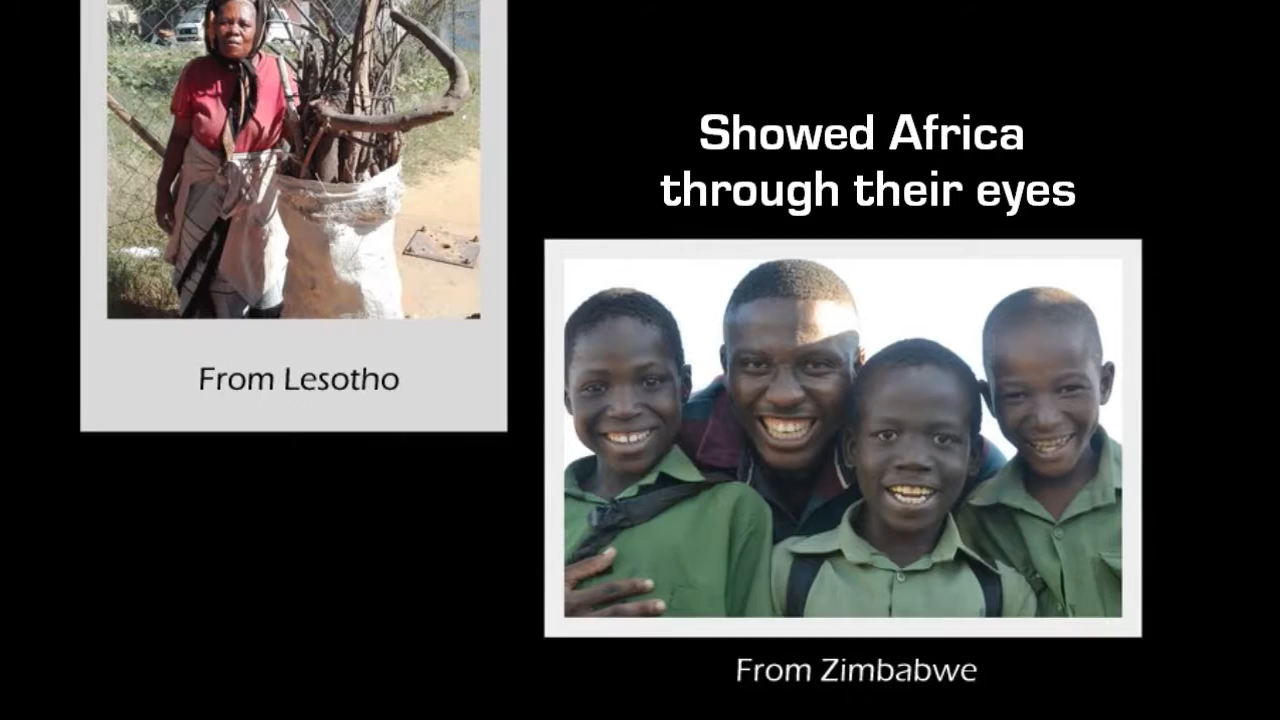 Showed Africa
through their eyes
From Lesotho
From Zimbabwe